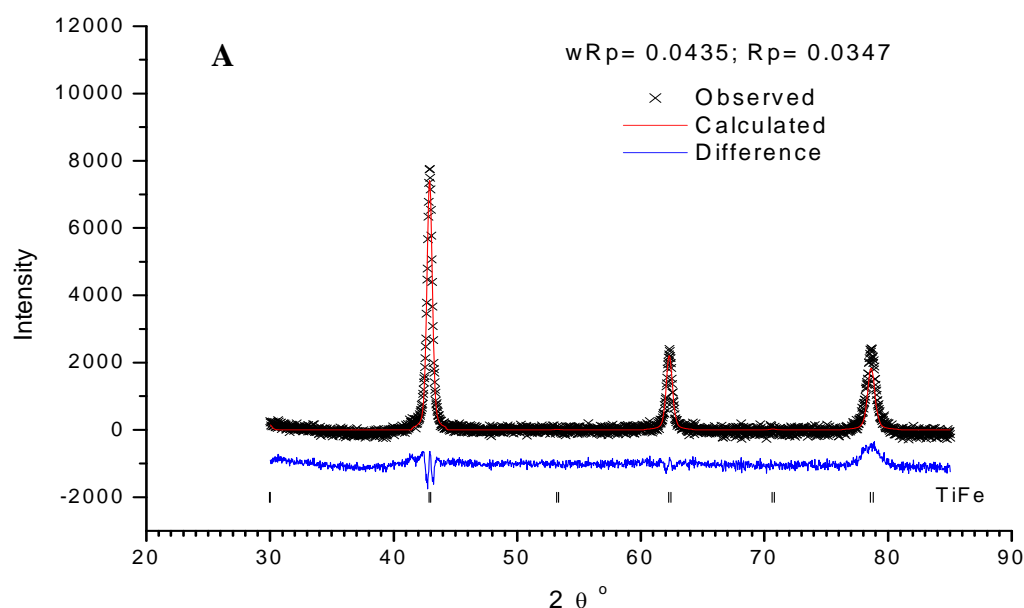 12000
10000
8000
6000
4000
2000
0
-2000
Intensity
A
wRp= 0.0435; Rp= 0.0347
Observed
Calculated
Difference
TiFe
20 30 40 50 60 70 80 90
2 θ °